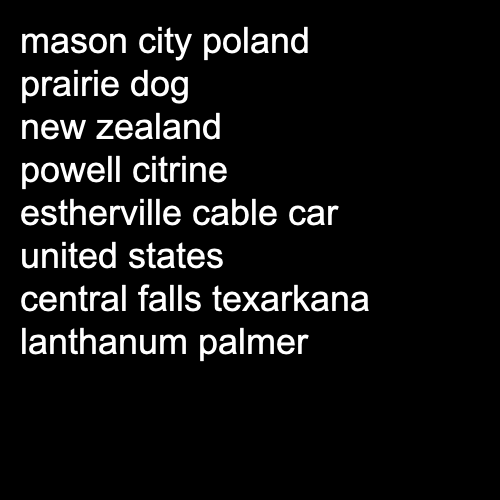 mason city poland
prairie dog
new zealand
powell citrine
estherville cable car
united states
central falls texarkana
lanthanum palmer